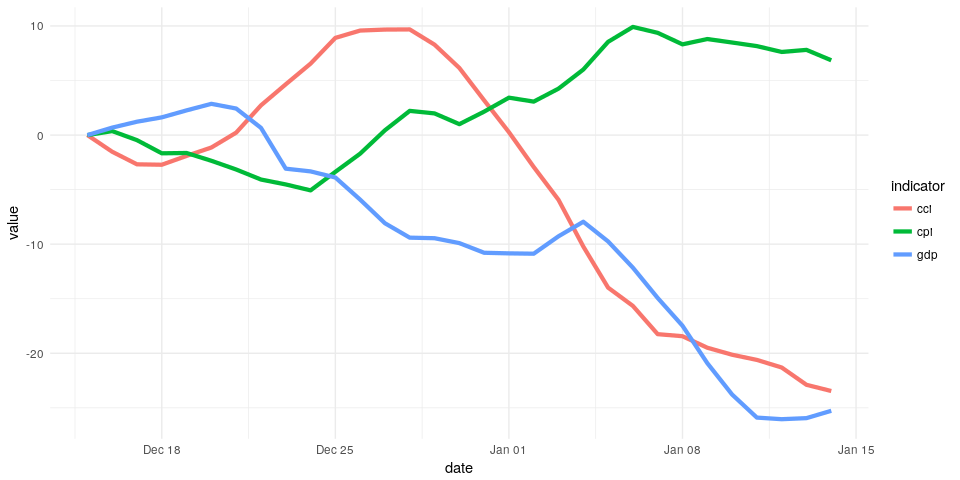 10
0
-10
-20
value
Dec 18
Dec 25
Jan 01
Jan 08
Jan 15
date
indicator
cci
cpi
gdp